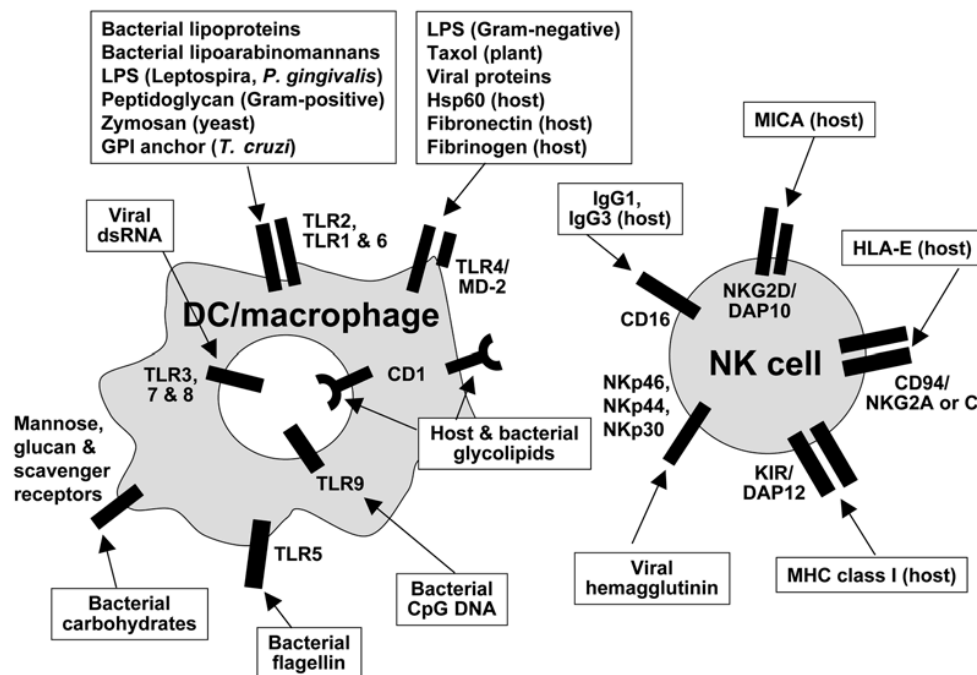 Bacterial lipoproteins
Bacterial lipoarabinomannans
LPS (Leptospira, P. gingivalis)
Peptidoglycan (Gram-positive)
Zymosan (yeast)
GPI anchor (T. cruzi)
LPS (Gram-negative)
Taxol (plant)
Viral proteins
Hsp60 (host)
Fibronectin (host)
Fibrinogen (host)
MICA (host)
IgG1,
IgG3 (host)
Viral
dsRNA
TLR2,
TLR1 & 6
TLR4/
MD-2
HLA-E (host)
NKG2D/
DAP10
CD16
DC/macrophage
NK cell
TLR3,
7 & 8
CD1
NKp46,
NKp44,
NKp30
CD94/
NKG2A or C
Mannose,
glucan &
scavenger
receptors
Host & bacterial
glycolipids
TLR9
KIR/
DAP12
TLR5
Bacterial
carbohydrates
Bacterial
flagellin
Bacterial
CpG DNA
Viral
hemagglutinin
MHC class I (host)